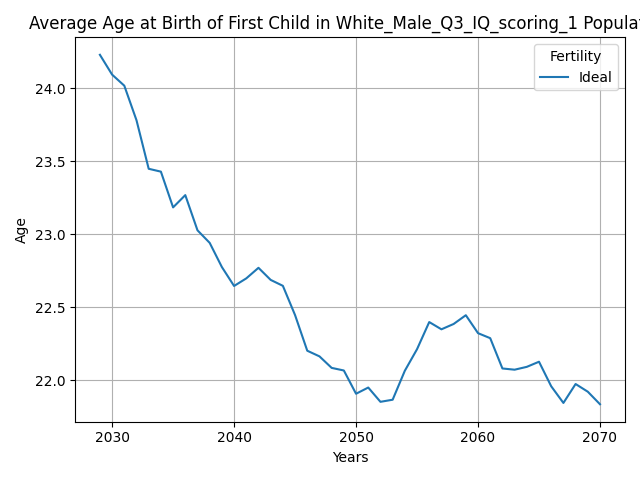 Average Age at Birth of First Child in White_Male_Q3_IQ_scoring_1 Populat
Fertility
Ideal
24.0
23.5
23.0
22.5
22.0
Age
2030 2040 2050 2060 2070
Years